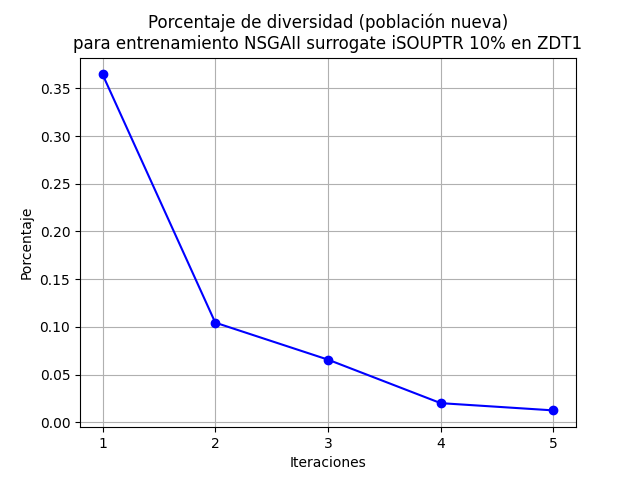 Porcentaje de diversidad (población nueva)
para entrenamiento NSGAII surrogate iSOUPTR 10% en ZDT1
0.35
0.30
0.25
0.20
0.15
0.10
0.05
0.00
Porcentaje
1 2 3 4 5
Iteraciones